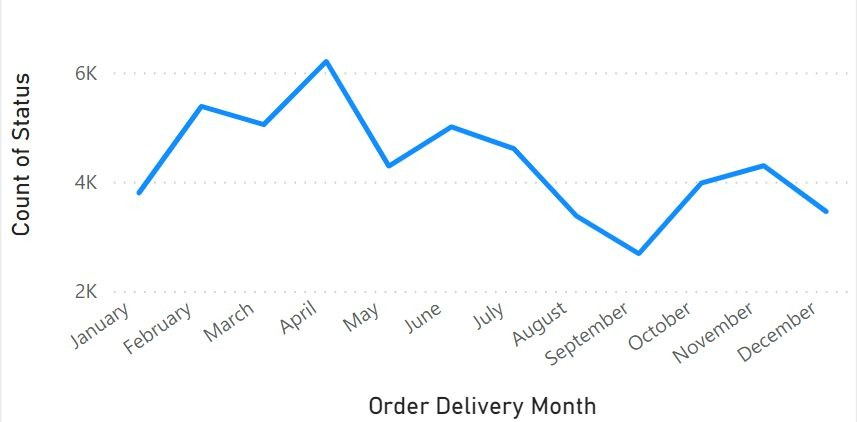 Count of Status
6K
4K
2K
January
February
March
April
May
June
July
August
September
October
November
December
Order Delivery Month